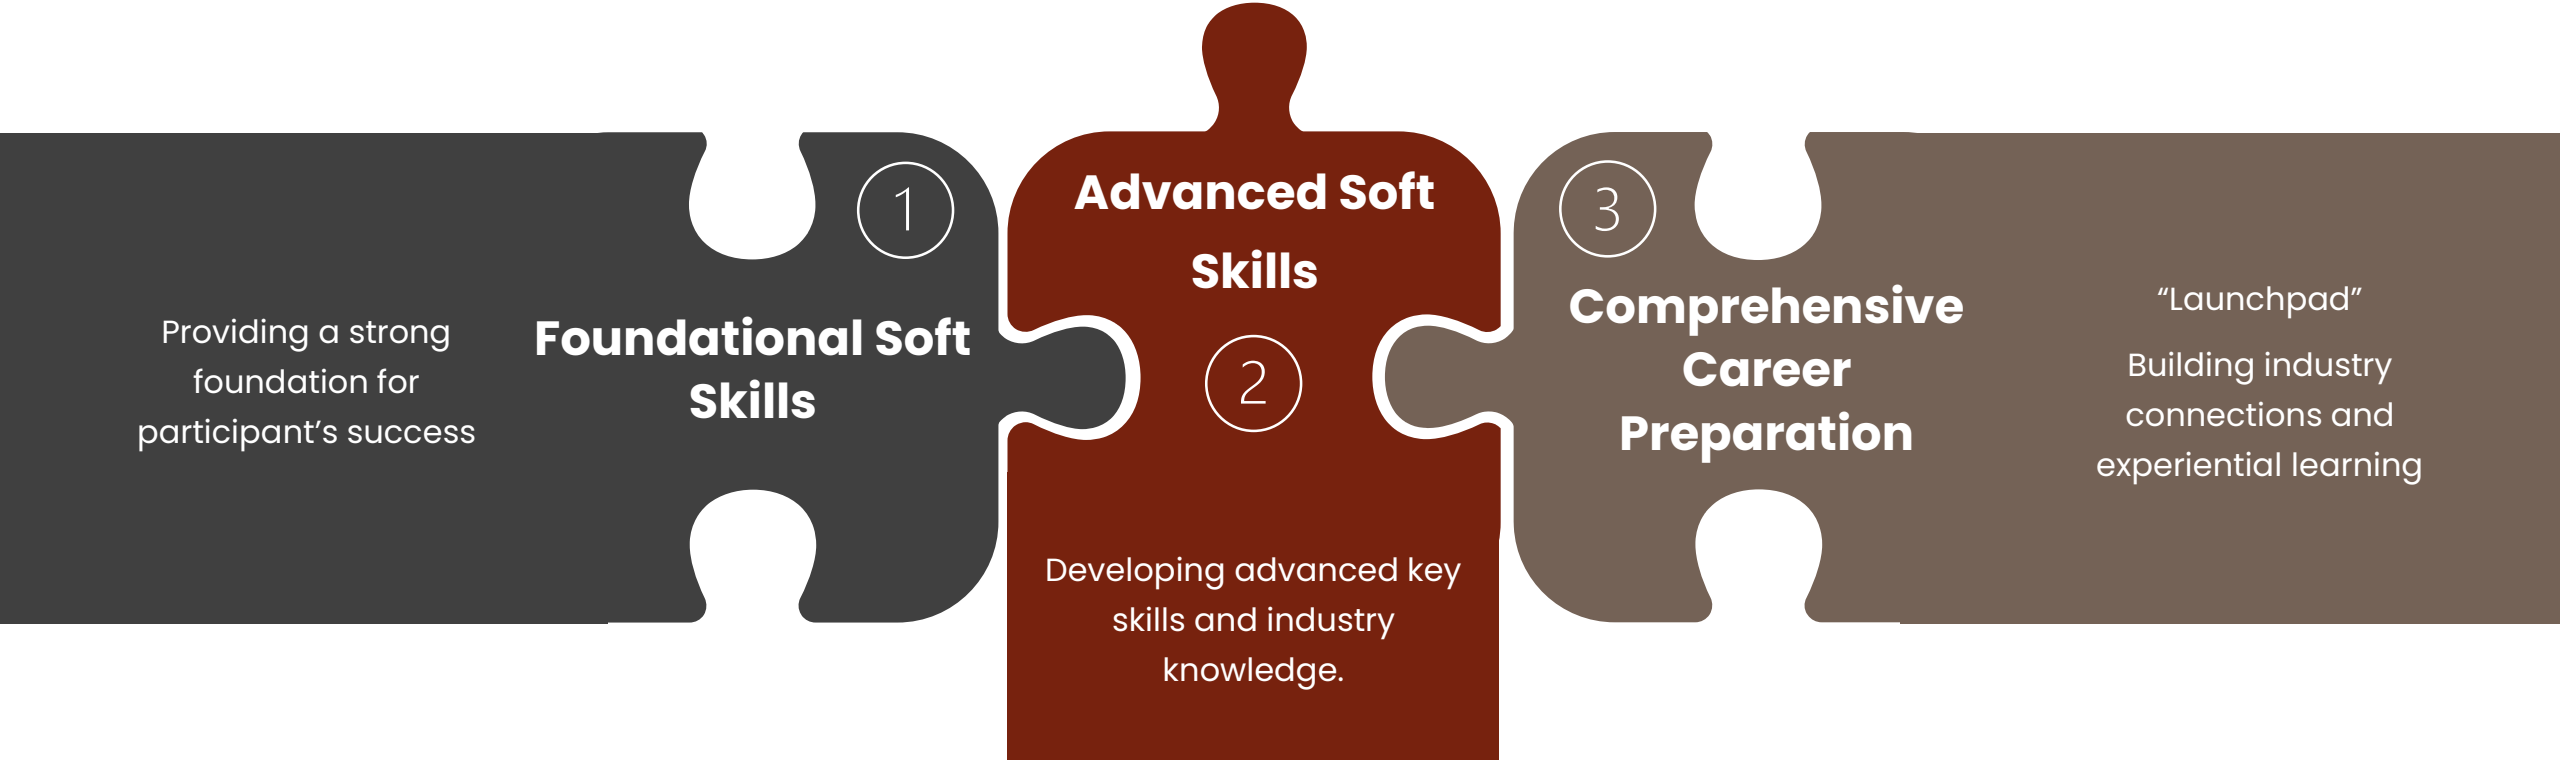 Providing a strong
foundation for
participant’s success
1
Foundational Soft
Skills
Advanced Soft
Skills
2
Developing advanced key
skills and industry
knowledge.
3
Comprehensive
Career
Preparation
“Launchpad”
Building industry
connections and
experiential learning